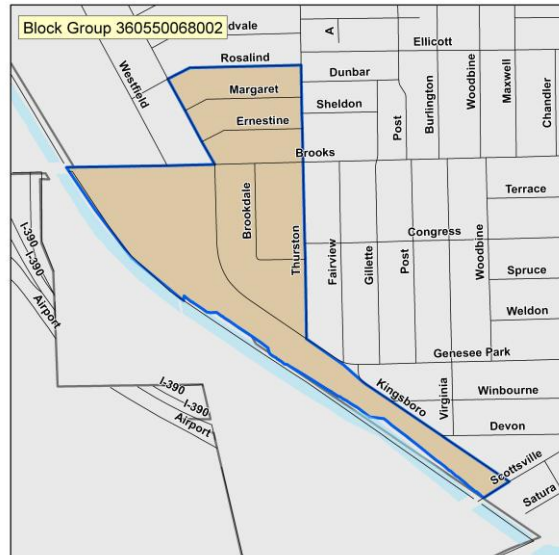 Block Group 360550068002
dvale
A
Ellicott
Rosalind
Westfield
Dunbar
Margaret
Sheldon
Ernestine
Post
Burlington
Woodbine
Maxwell
Chandler
Brooks
Terrace
Brookdale
Thurston
Fairview
Gillette
Post
Congress
Woodbine
Spruce
I-390
I-390
Airport
Weldon
Genesee Park
Kingsboro
Virginia
Winbourne
I-390
I-390
Airport
Devon
Scottsville
Satura